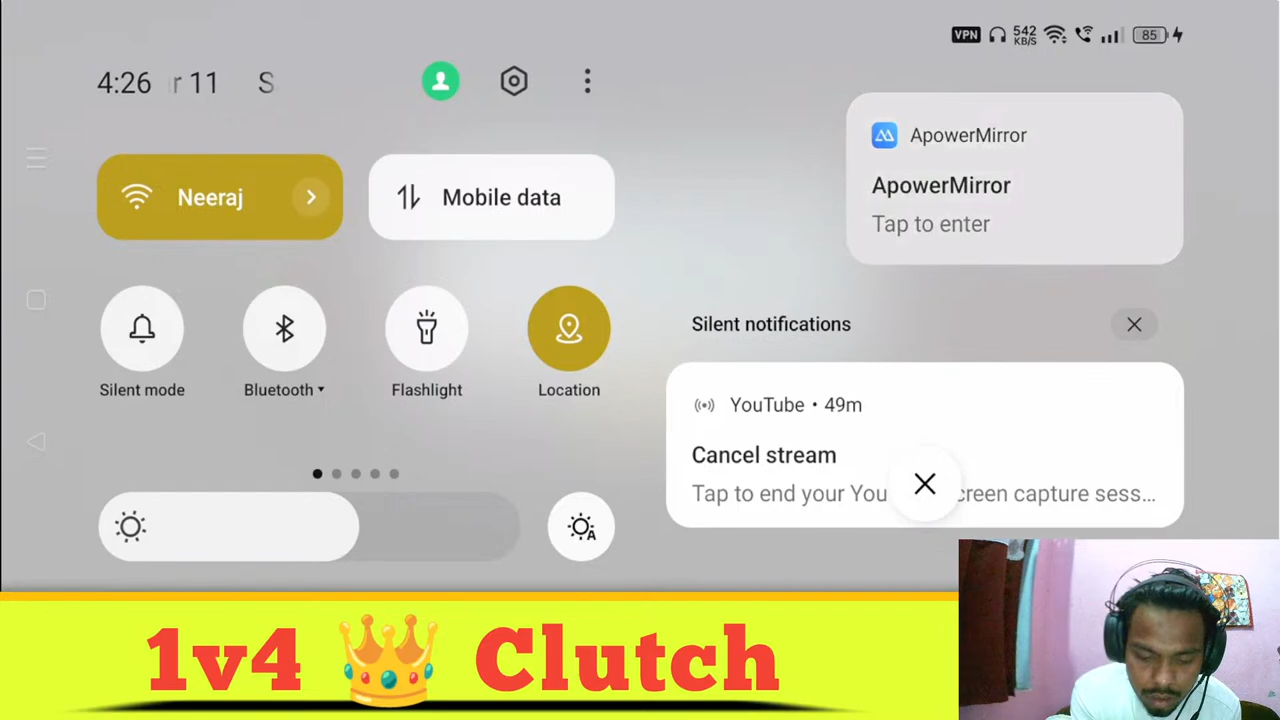 VPN 542 KB/S 85
4:26 r 11 S
ApowerMirror
ApowerMirror
Tap to enter
Neeraj
Mobile data
Silent notifications
Silent mode
Bluetooth
Flashlight
Location
YouTube • 49m
Cancel stream
Tap to end your You creen capture sess...
A
1v4 👑 Clutch